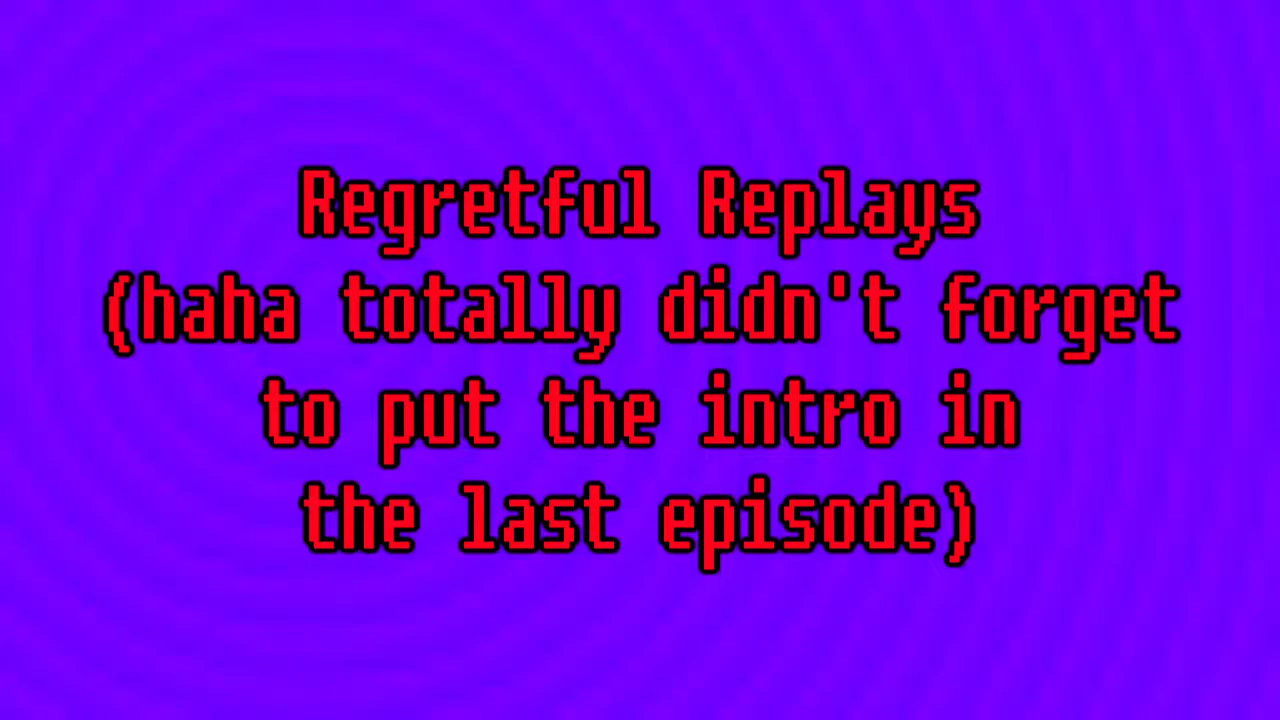 Regretful Replays
(haha totally didn't forget
to put the intro in
the last episode)